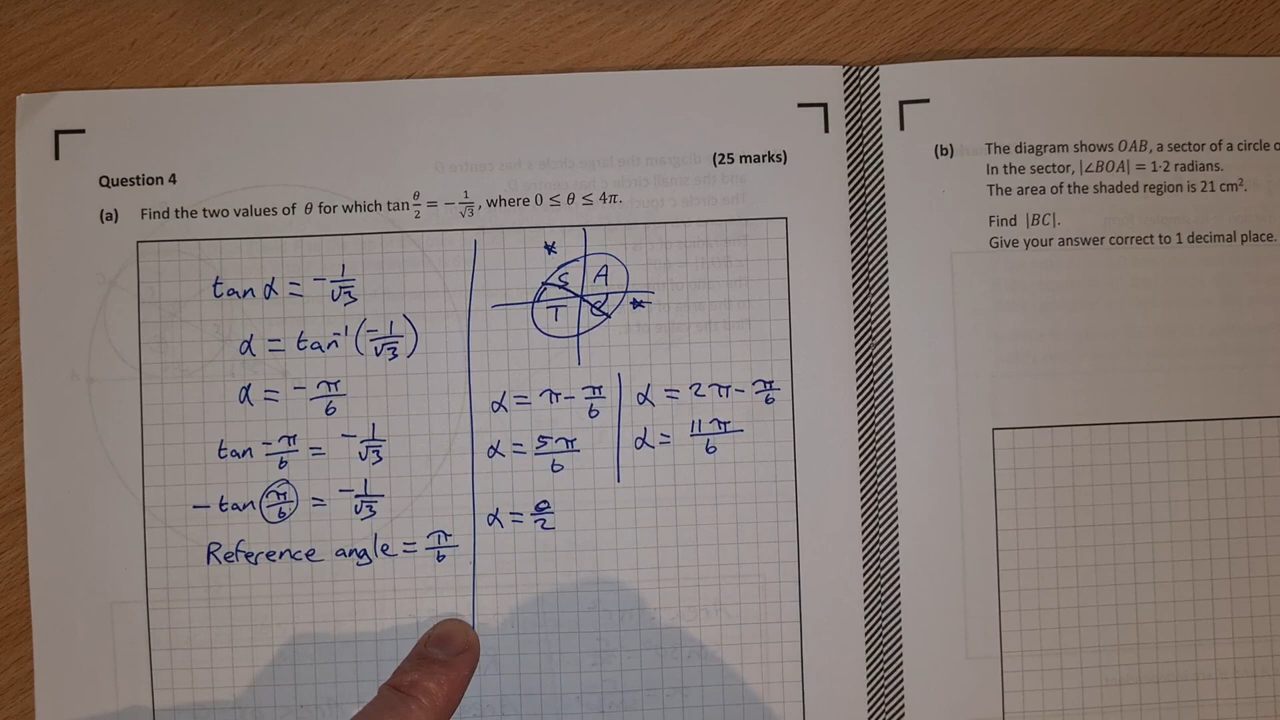 Question 4
(25 marks)
(a) Find the two values of θ for which tan θ/2 = −1/√3, where 0 ≤ θ ≤ 4π.
tan α = −1/√3
α = tan⁻¹(−1/√3)
α = −π/6
tan −π/6 = −1/√3
− tan π/6 = −1/√3
Reference angle = π/6
* 
S A
T C *
α = π − π/6
α = 5π/6
α = 2π − π/6
α = 11π/6
α = θ/2
(b) The diagram shows OAB, a sector of a circle
In the sector, |∠BOA| = 1·2 radians.
The area of the shaded region is 21 cm².
Find |BC|.
Give your answer correct to 1 decimal place.